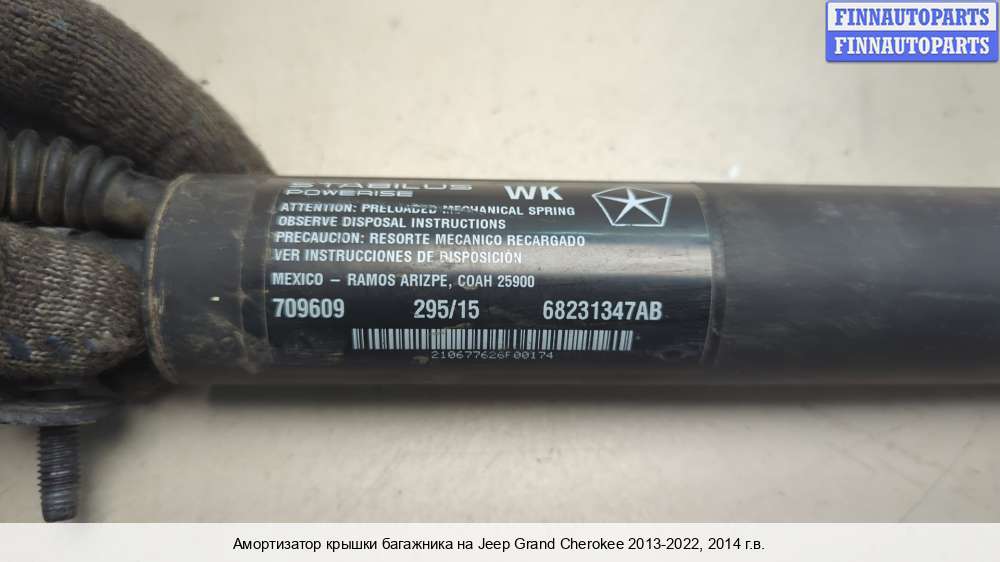 FINNAUTOPARTS
FINNAUTOPARTS
STABILUS
POWERISE
WK
ATTENTION: PRELOADED MECHANICAL SPRING
OBSERVE DISPOSAL INSTRUCTIONS
PRECAUCION: RESORTE MECANICO RECARGADO
VER INSTRUCCIONES DE DISPOSICIÓN
MEXICO – RAMOS ARIZPE, COAH 25900
709609 295/15 68231347AB
210677626F00174
Амортизатор крышки багажника на Jeep Grand Cherokee 2013-2022, 2014 г.в.